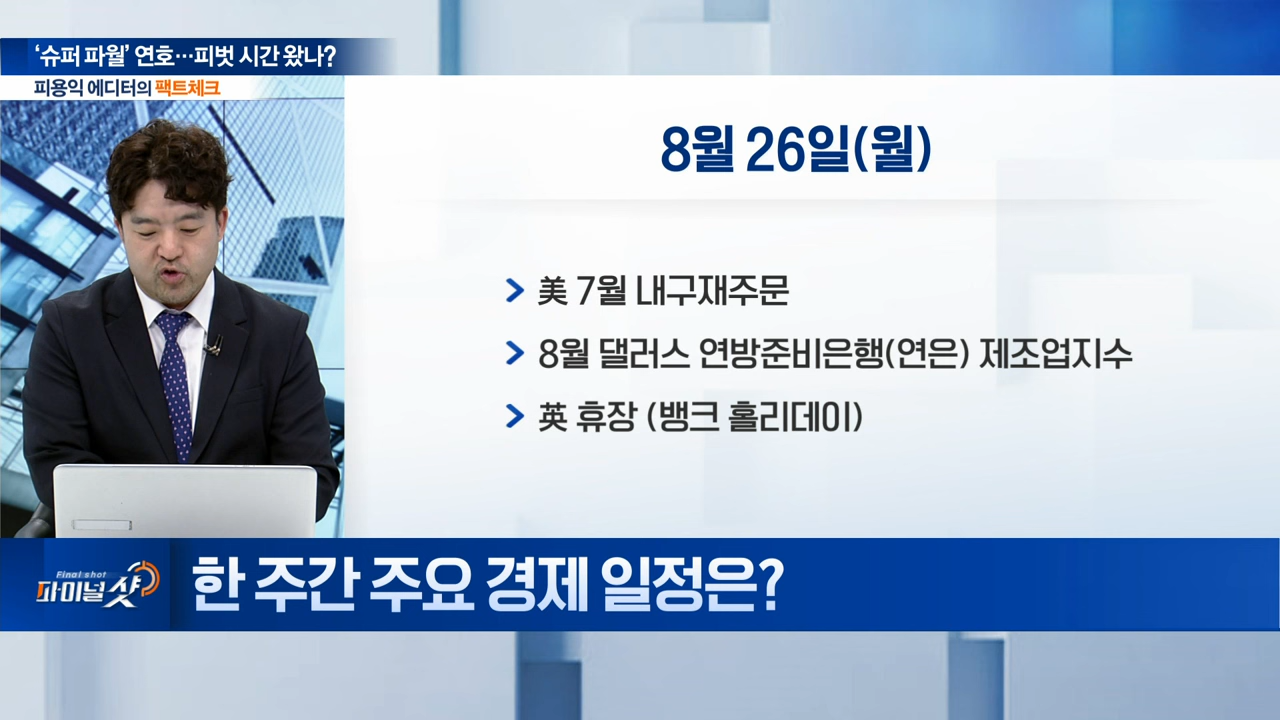 ‘슈퍼 파월’ 연호…피벗 시간 왔나?
피용익 에디터의 팩트체크
8월 26일(월)
美 7월 내구재주문
8월 댈러스 연방준비은행(연은) 제조업지수
英 휴장 (뱅크 홀리데이)
Final shot
파이널샷
한 주간 주요 경제 일정은?